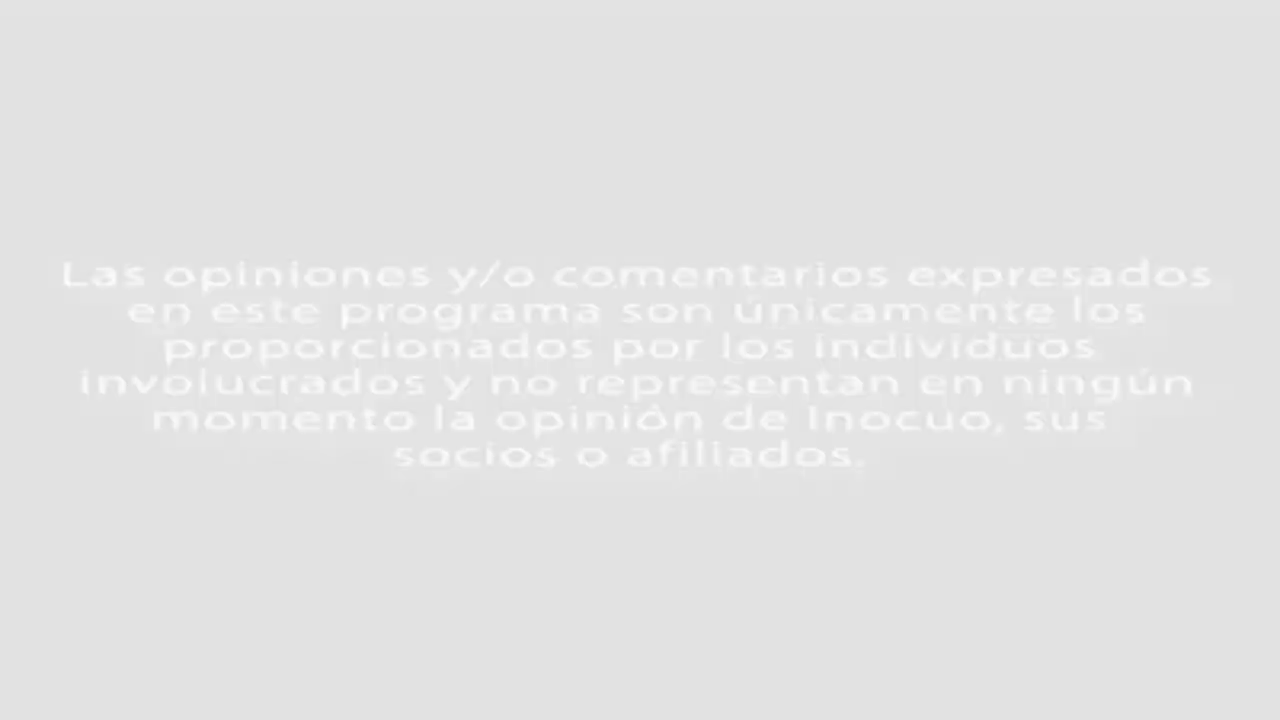 Las opiniones y/o comentarios expresados
en este programa son únicamente los
proporcionados por los individuos
involucrados y no representan en ningún
momento la opinión de Inocuo, sus
socios o afiliados.